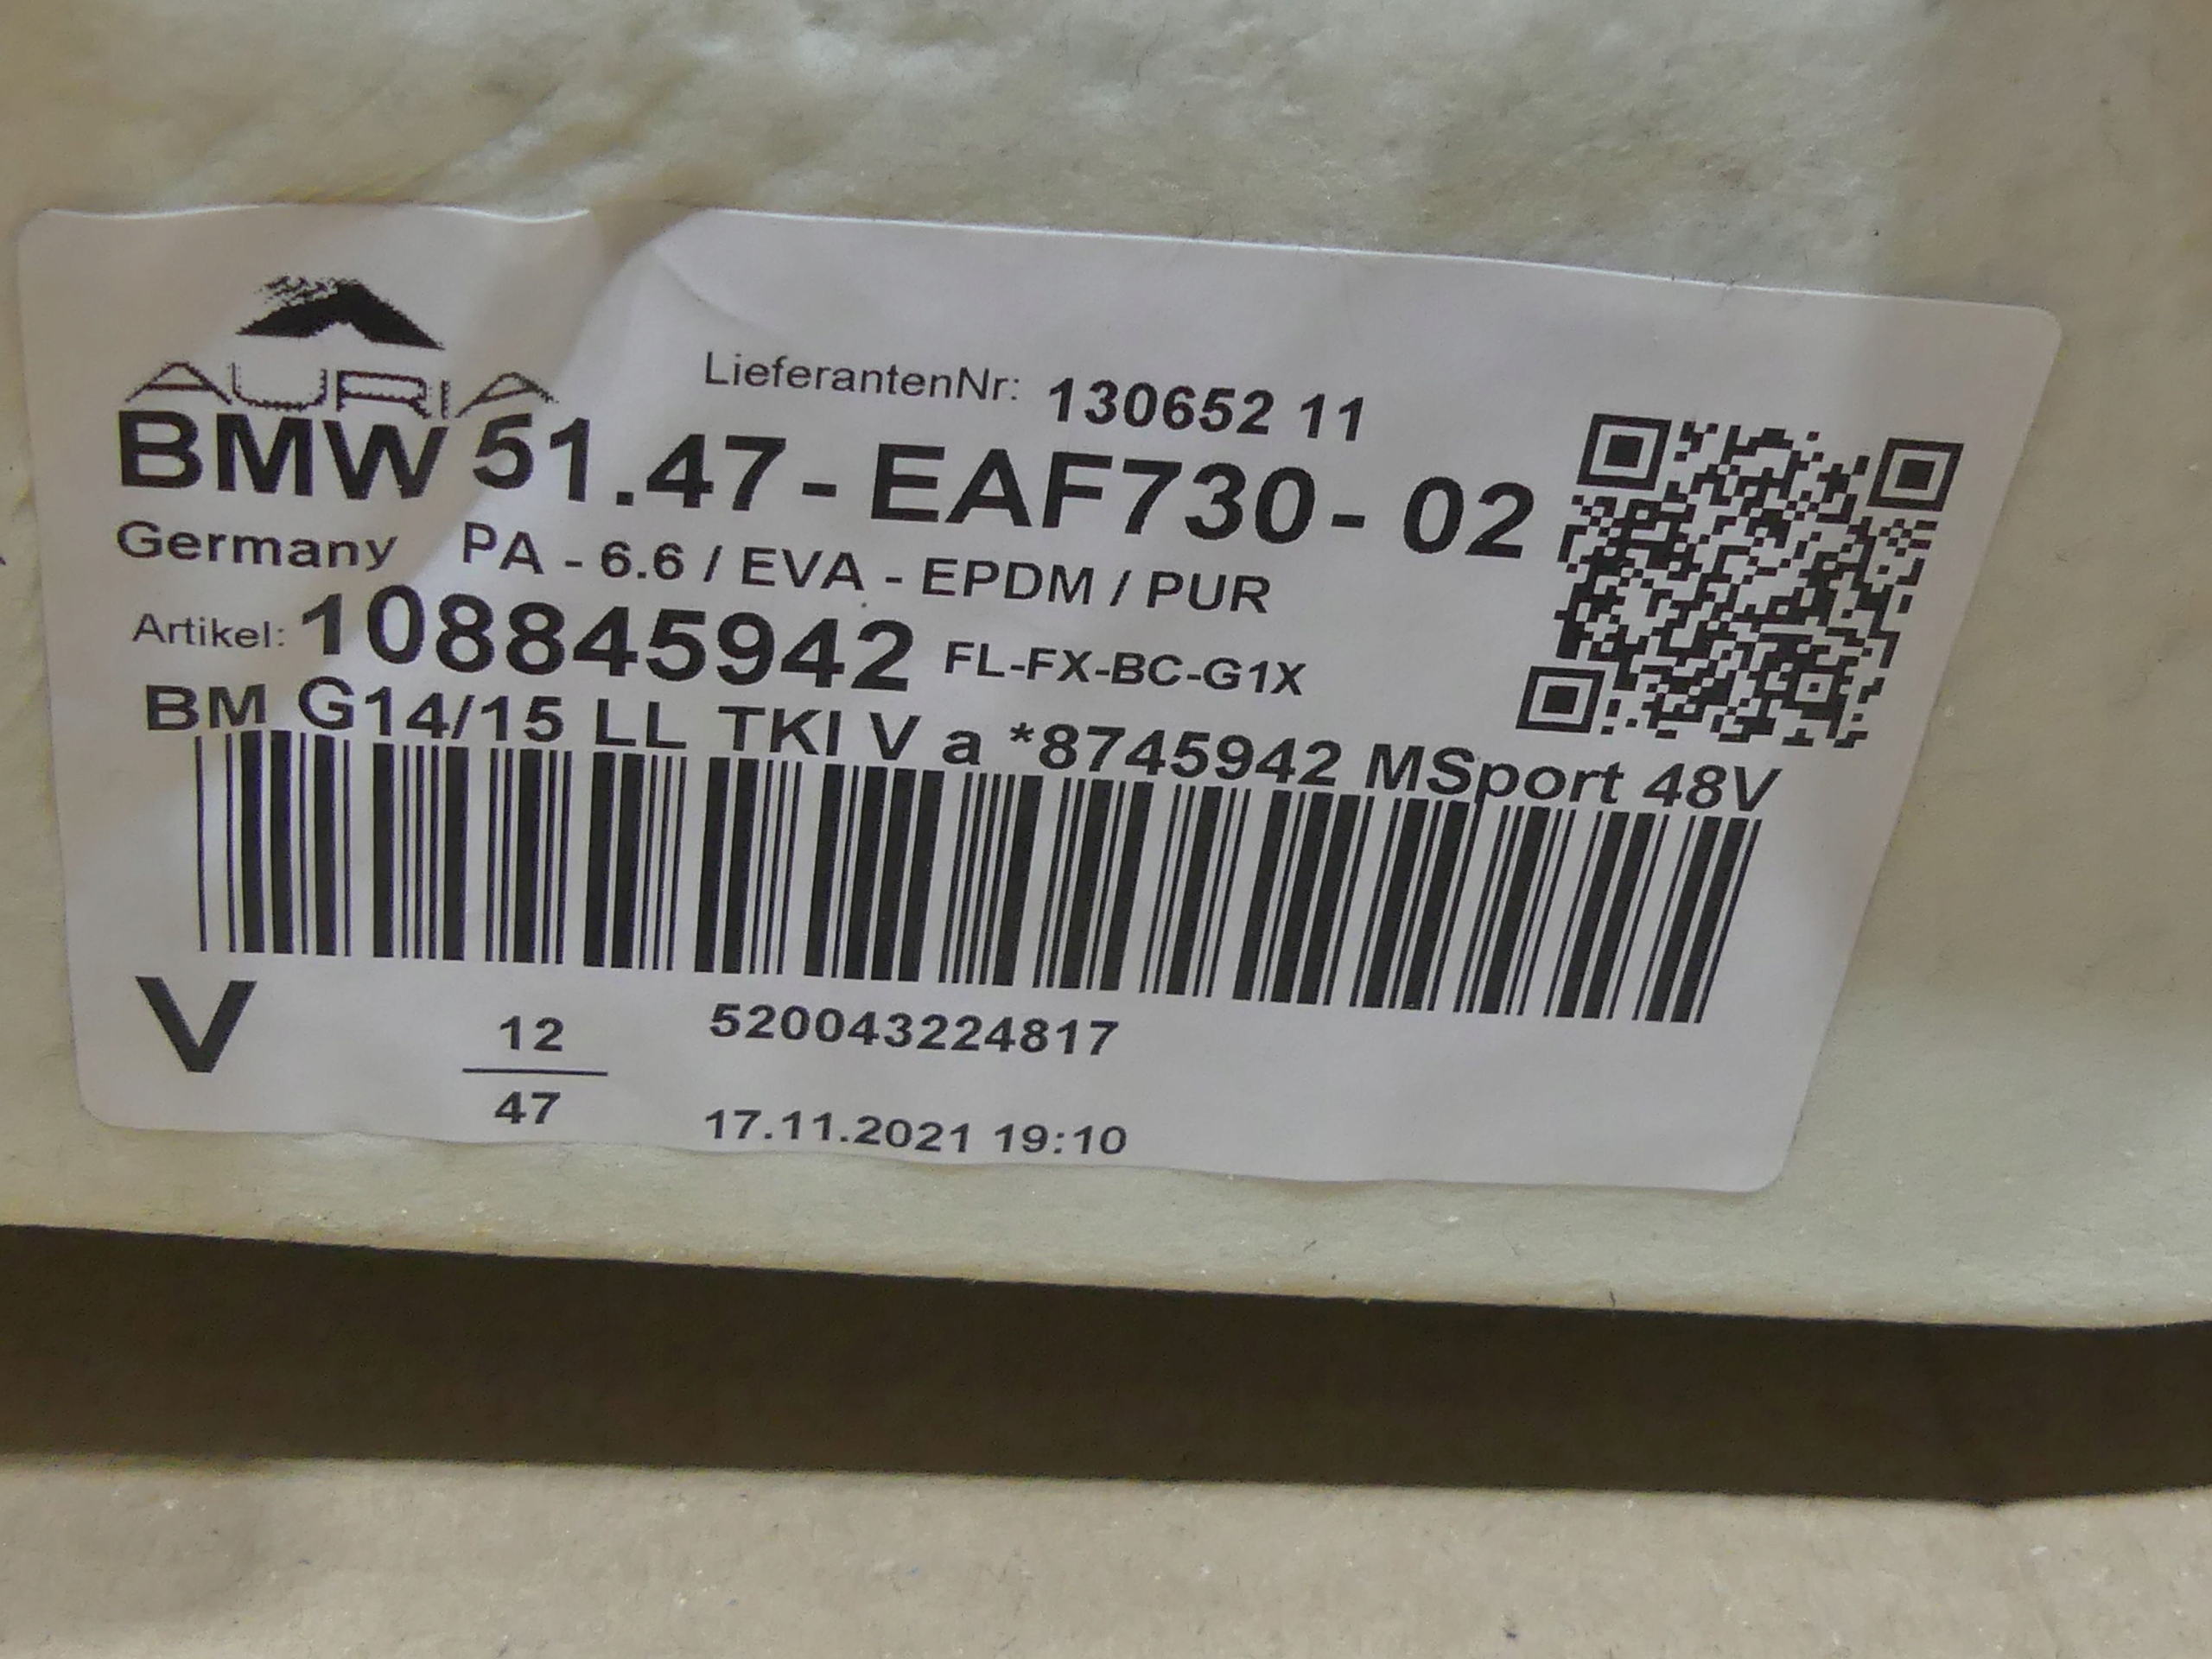 AURIA
LieferantenNr: 130652 11
BMW 51.47-EAF730-02
Germany PA - 6.6 / EVA - EPDM / PUR
Artikel: 108845942 FL-FX-BC-G1X
BM G14/15 LL TKI V a *8745942 MSport 48V
V
12
47
520043224817
17.11.2021 19:10